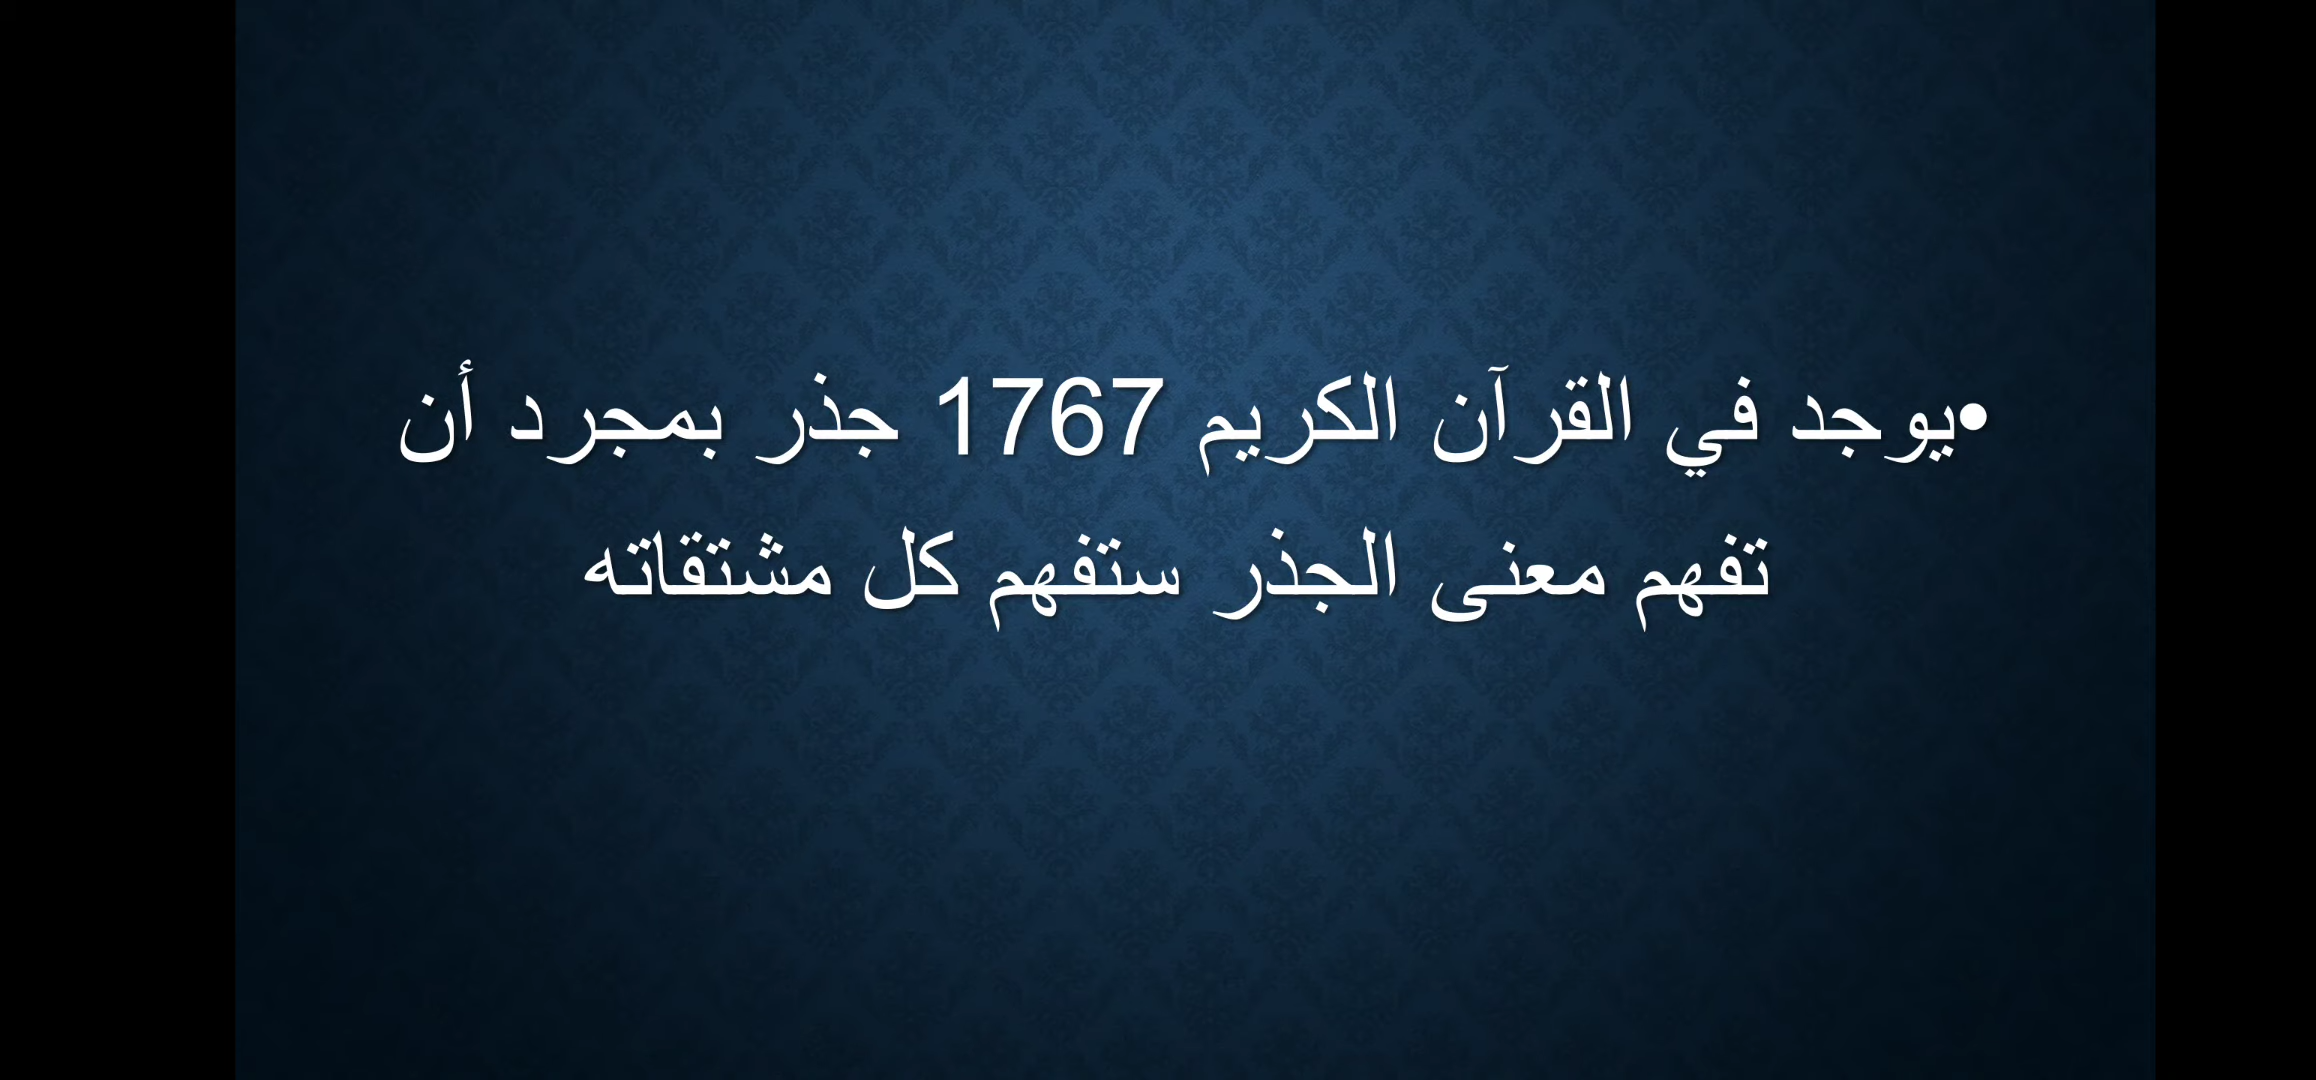 •يوجد في القرآن الكريم 1767 جذر بمجرد أن
تفهم معنى الجذر ستفهم كل مشتقاته